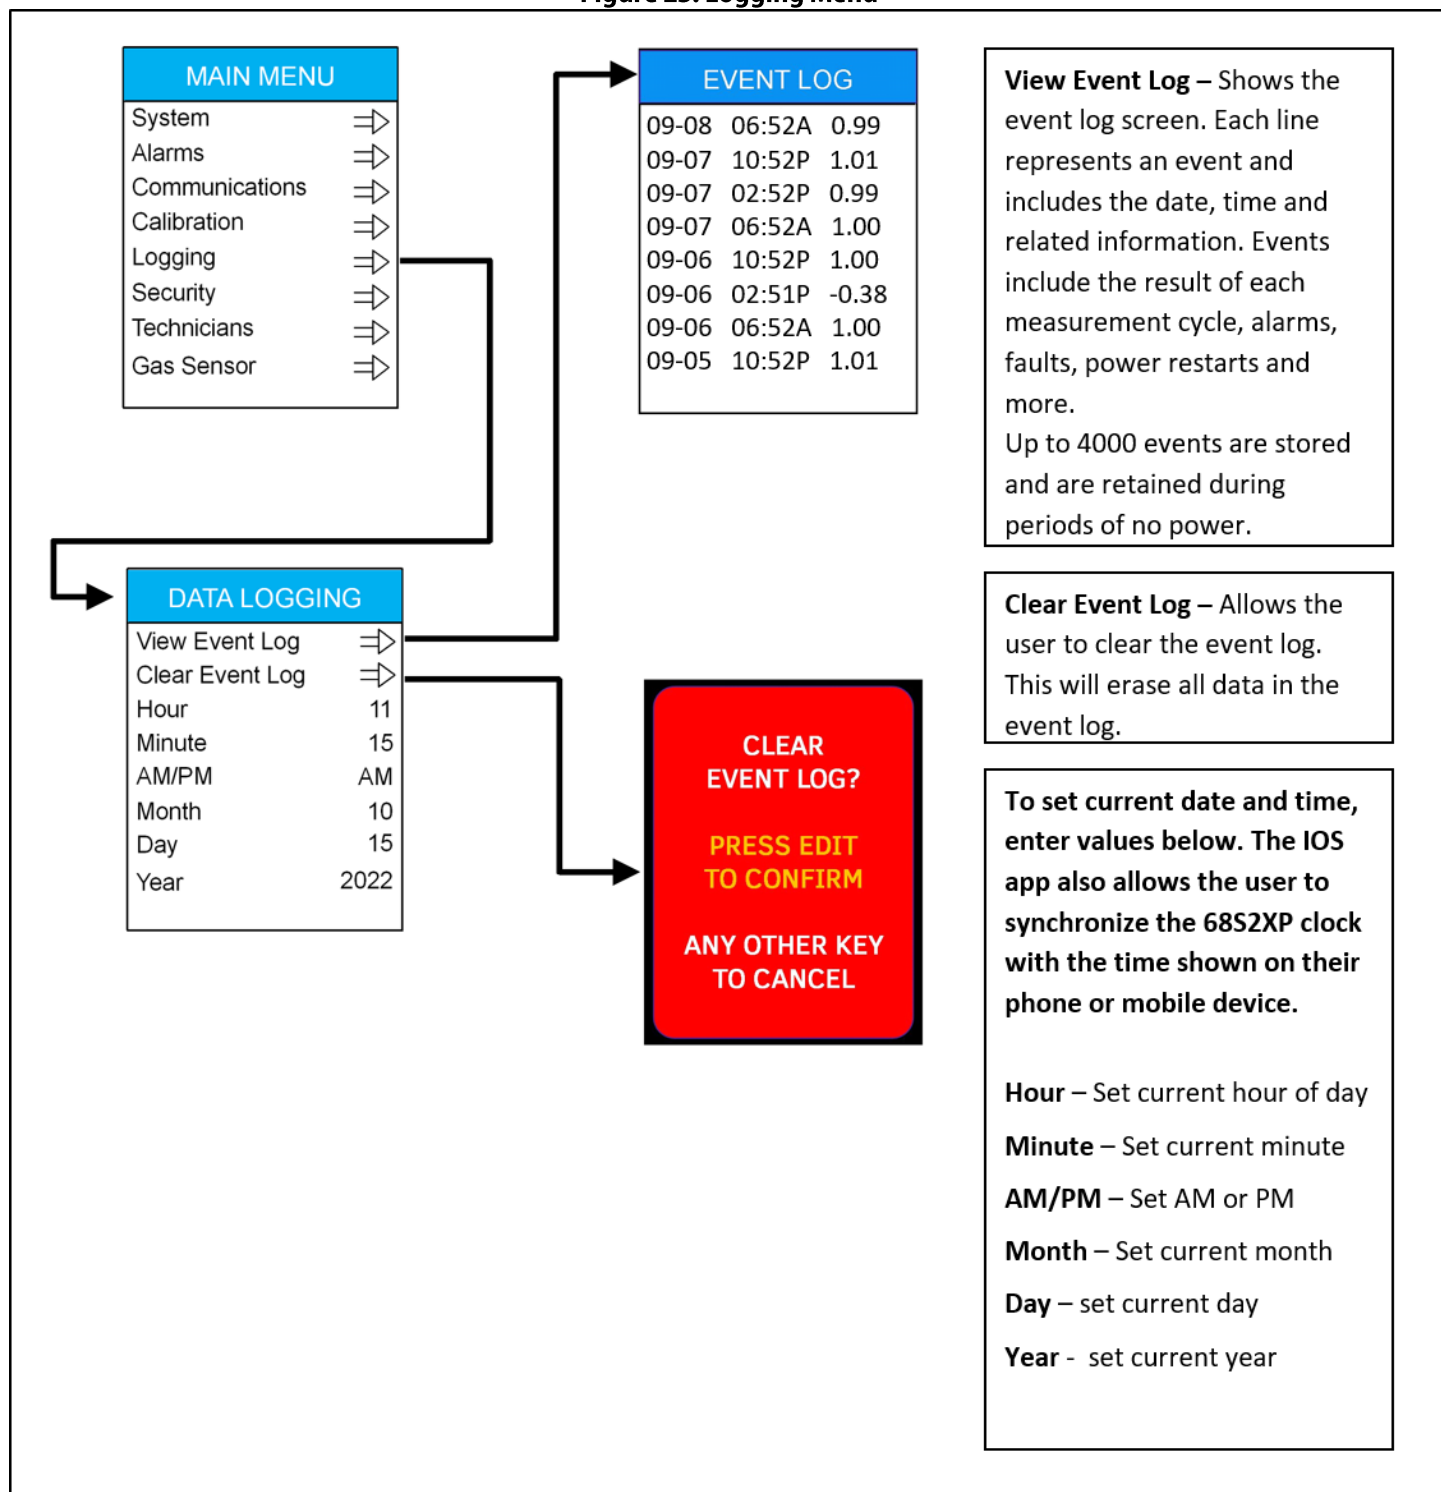 Figure 25. Logging Menu
MAIN MENU
System
Alarms
Communications
Calibration
Logging
Security
Technicians
Gas Sensor
EVENT LOG
09-08 06:52A 0.99
09-07 10:52P 1.01
09-07 02:52P 0.99
09-07 06:52A 1.00
09-06 10:52P 1.00
09-06 02:51P -0.38
09-06 06:52A 1.00
09-05 10:52P 1.01
View Event Log – Shows the
event log screen. Each line
represents an event and
includes the date, time and
related information. Events
include the result of each
measurement cycle, alarms,
faults, power restarts and
more.
Up to 4000 events are stored
and are retained during
periods of no power.
DATA LOGGING
View Event Log
Clear Event Log
Hour 11
Minute 15
AM/PM AM
Month 10
Day 15
Year 2022
CLEAR
EVENT LOG?
PRESS EDIT
TO CONFIRM
ANY OTHER KEY
TO CANCEL
Clear Event Log – Allows the
user to clear the event log.
This will erase all data in the
event log.
To set current date and time,
enter values below. The IOS
app also allows the user to
synchronize the 68S2XP clock
with the time shown on their
phone or mobile device.
Hour – Set current hour of day
Minute – Set current minute
AM/PM – Set AM or PM
Month – Set current month
Day – set current day
Year - set current year